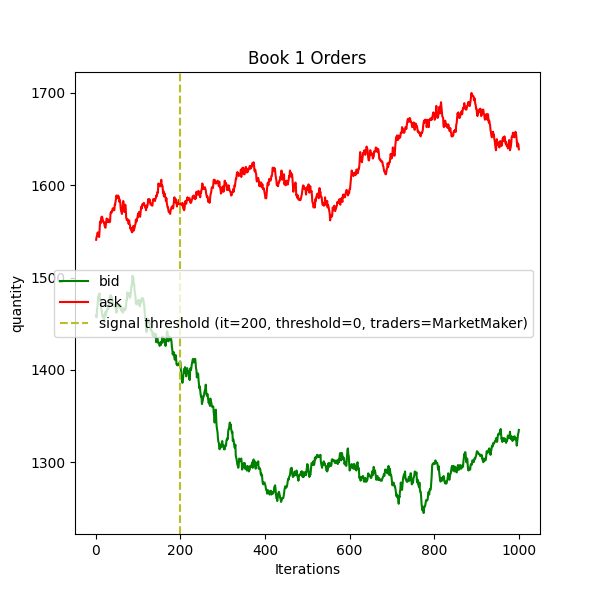 Book 1 Orders
1700
1600
1500
1400
1300
quantity
bid
ask
signal threshold (it=200, threshold=0, traders=MarketMaker)
0 200 400 600 800 1000
Iterations